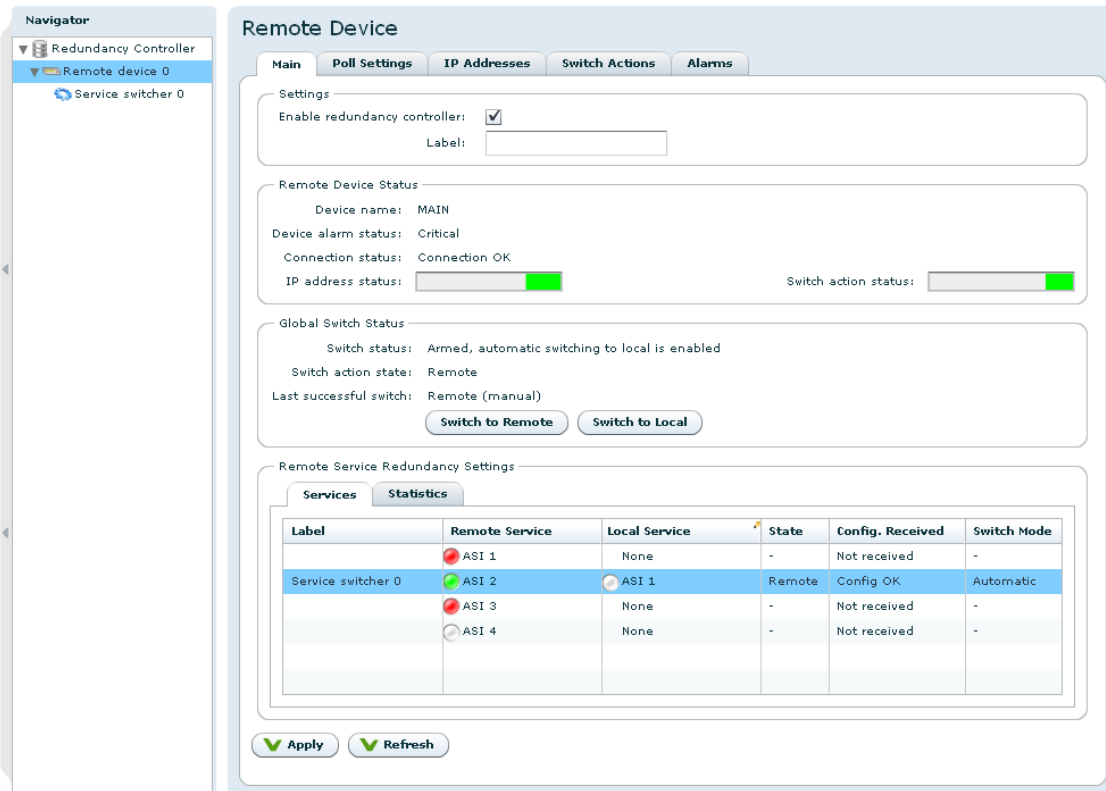 Navigator
Redundancy Controller
Remote device 0
Service switcher 0
Remote Device
Main Poll Settings IP Addresses Switch Actions Alarms
Settings
Enable redundancy controller:
Label:
Remote Device Status
Device name: MAIN
Device alarm status: Critical
Connection status: Connection OK
IP address status: Switch action status:
Global Switch Status
Switch status: Armed, automatic switching to local is enabled
Switch action state: Remote
Last successful switch: Remote (manual)
Switch to Remote Switch to Local
Remote Service Redundancy Settings
Services Statistics
Label Remote Service Local Service State Config. Received Switch Mode
ASI 1 None - Not received -
Service switcher 0 ASI 2 ASI 1 Remote Config OK Automatic
ASI 3 None - Not received -
ASI 4 None - Not received -
Apply Refresh